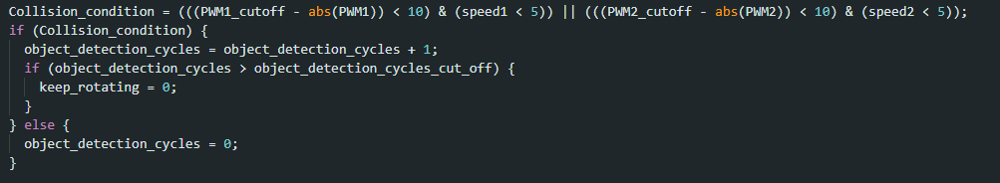 Collision_condition = (((PWM1_cutoff - abs(PWM1)) < 10) & (speed1 < 5)) || (((PWM2_cutoff - abs(PWM2)) < 10) & (speed2 < 5));
if (Collision_condition) {
  object_detection_cycles = object_detection_cycles + 1;
  if (object_detection_cycles > object_detection_cycles_cut_off) {
    keep_rotating = 0;
  }
} else {
  object_detection_cycles = 0;
}